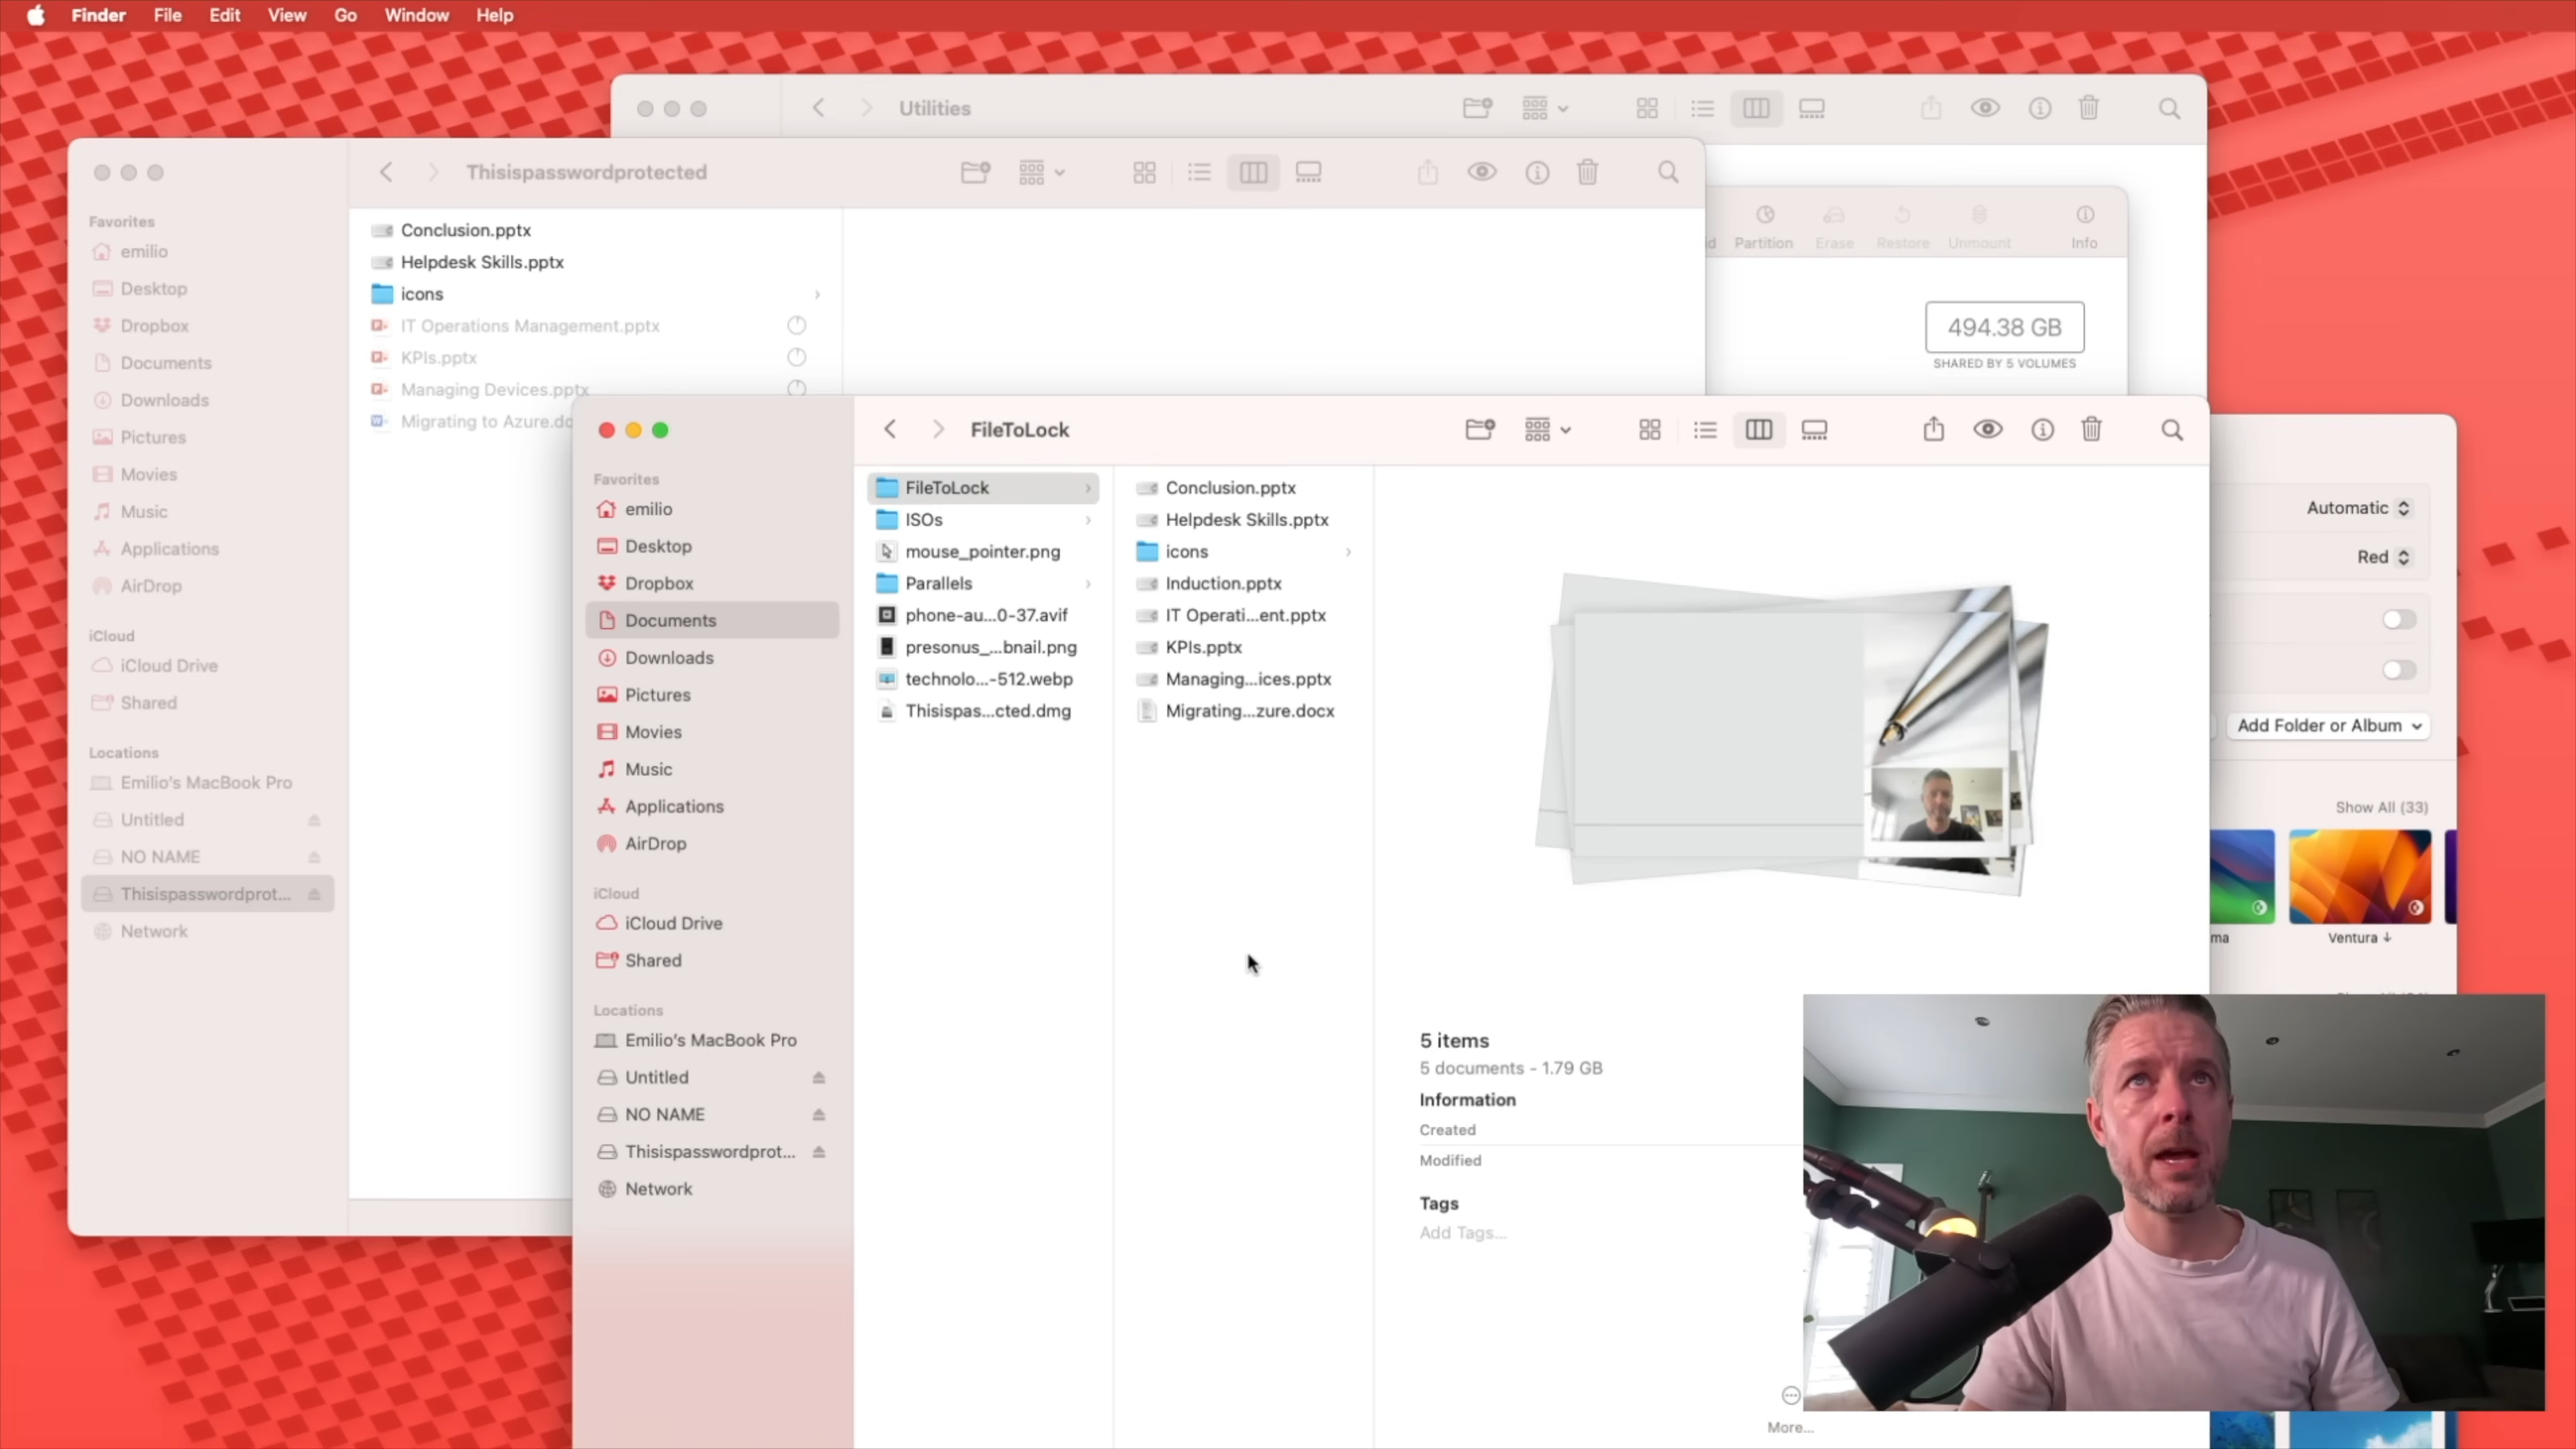 Finder File Edit View Go Window Help
Utilities
Thisispasswordprotected
Favorites
emilio
Desktop
Dropbox
Documents
Downloads
Pictures
Movies
Music
Applications
AirDrop
iCloud
iCloud Drive
Shared
Locations
Emilio's MacBook Pro
Untitled
NO NAME
Thisispasswordprot...
Network
Conclusion.pptx
Helpdesk Skills.pptx
icons
IT Operations Management.pptx
KPIs.pptx
Managing Devices.pptx
Migrating to Azure.do
Partition Erase Restore Unmount Info
494.38 GB
SHARED BY 5 VOLUMES
FileToLock
Favorites
emilio
Desktop
Dropbox
Documents
Downloads
Pictures
Movies
Music
Applications
AirDrop
iCloud
iCloud Drive
Shared
Locations
Emilio's MacBook Pro
Untitled
NO NAME
Thisispasswordprot...
Network
FileToLock
ISOs
mouse_pointer.png
Parallels
phone-au...0-37.avif
presonus_...bnail.png
technolo...-512.webp
Thisispas...cted.dmg
Conclusion.pptx
Helpdesk Skills.pptx
icons
Induction.pptx
IT Operati...ent.pptx
KPIs.pptx
Managing...ices.pptx
Migrating...zure.docx
5 items
5 documents - 1.79 GB
Information
Created
Modified
Tags
Add Tags...
More...
Automatic
Red
Add Folder or Album
Show All (33)
ma
Ventura